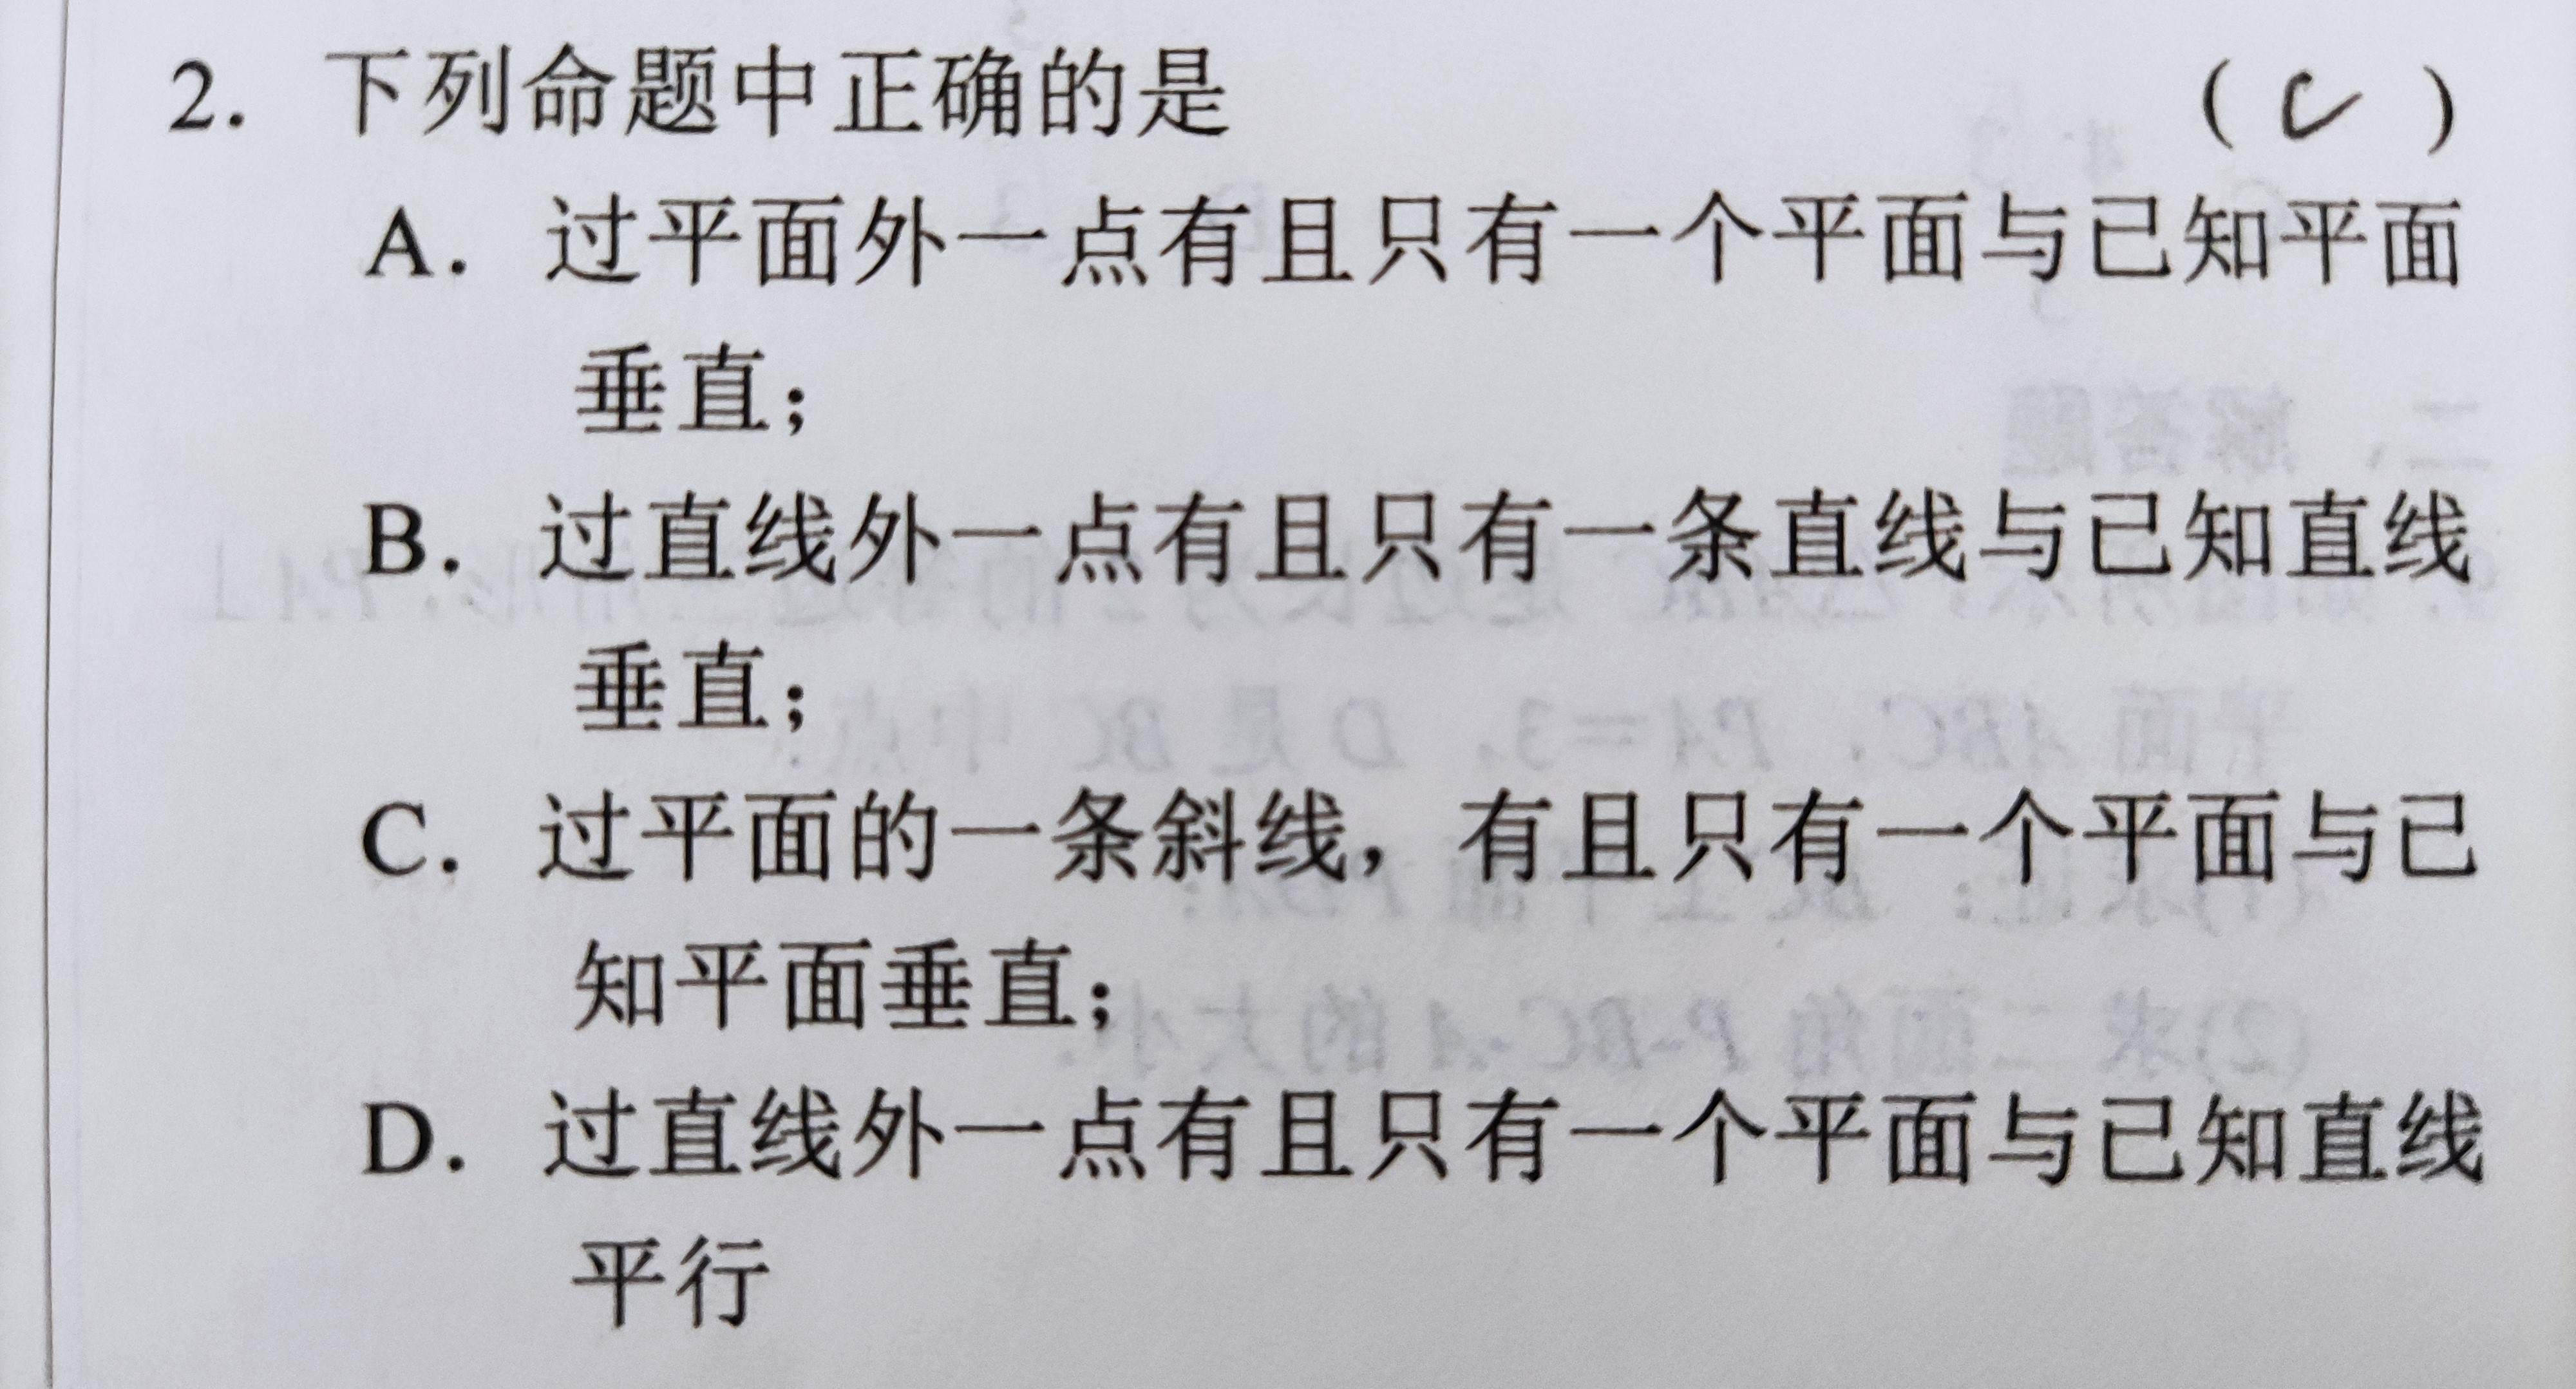 2. 下列命题中正确的是 ( C )
A. 过平面外一点有且只有一个平面与已知平面
垂直;
B. 过直线外一点有且只有一条直线与已知直线
垂直;
C. 过平面的一条斜线，有且只有一个平面与已
知平面垂直;
D. 过直线外一点有且只有一个平面与已知直线
平行